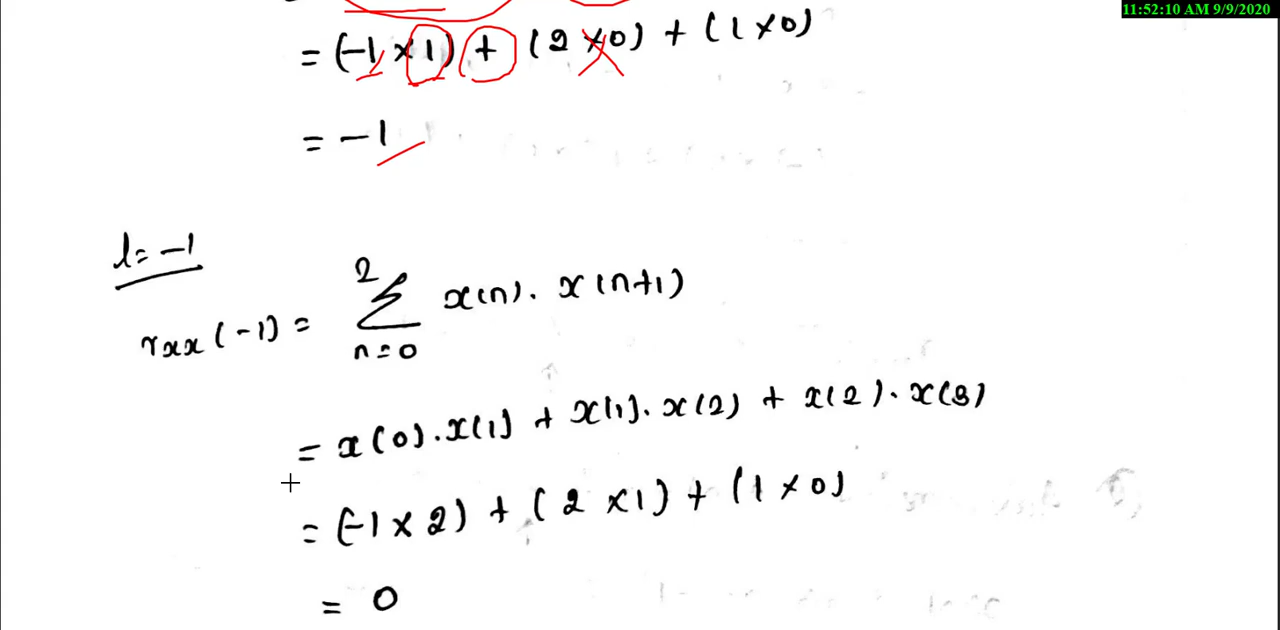 11:52:10 AM 9/9/2020
= (-1 × 1) + (2 × 0) + (1 × 0)
= -1
l = -1
rxx(-1) = 2 Σ n=0 x(n). x(n+1)
= x(0).x(1) + x(1).x(2) + x(2).x(3)
= (-1 × 2) + (2 × 1) + (1 × 0)
= 0